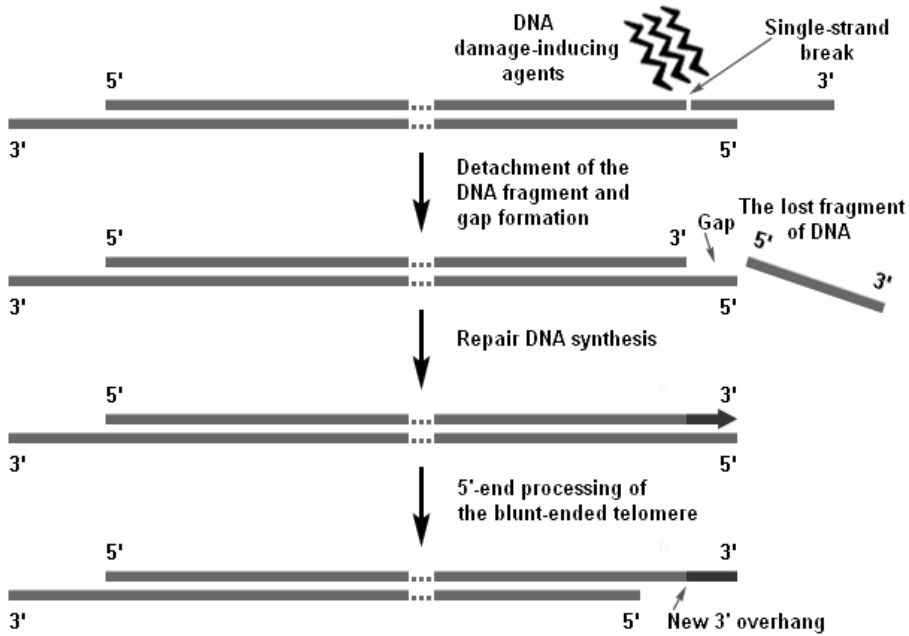 DNA
damage-inducing
agents
Single-strand
break
5'
3'
3'
5'
Detachment of the
DNA fragment and
gap formation
The lost fragment
of DNA
5'
3'
Gap
5'
3'
3'
5'
Repair DNA synthesis
5'
3'
3'
5'
5'-end processing of
the blunt-ended telomere
5'
3'
3'
5'
New 3' overhang